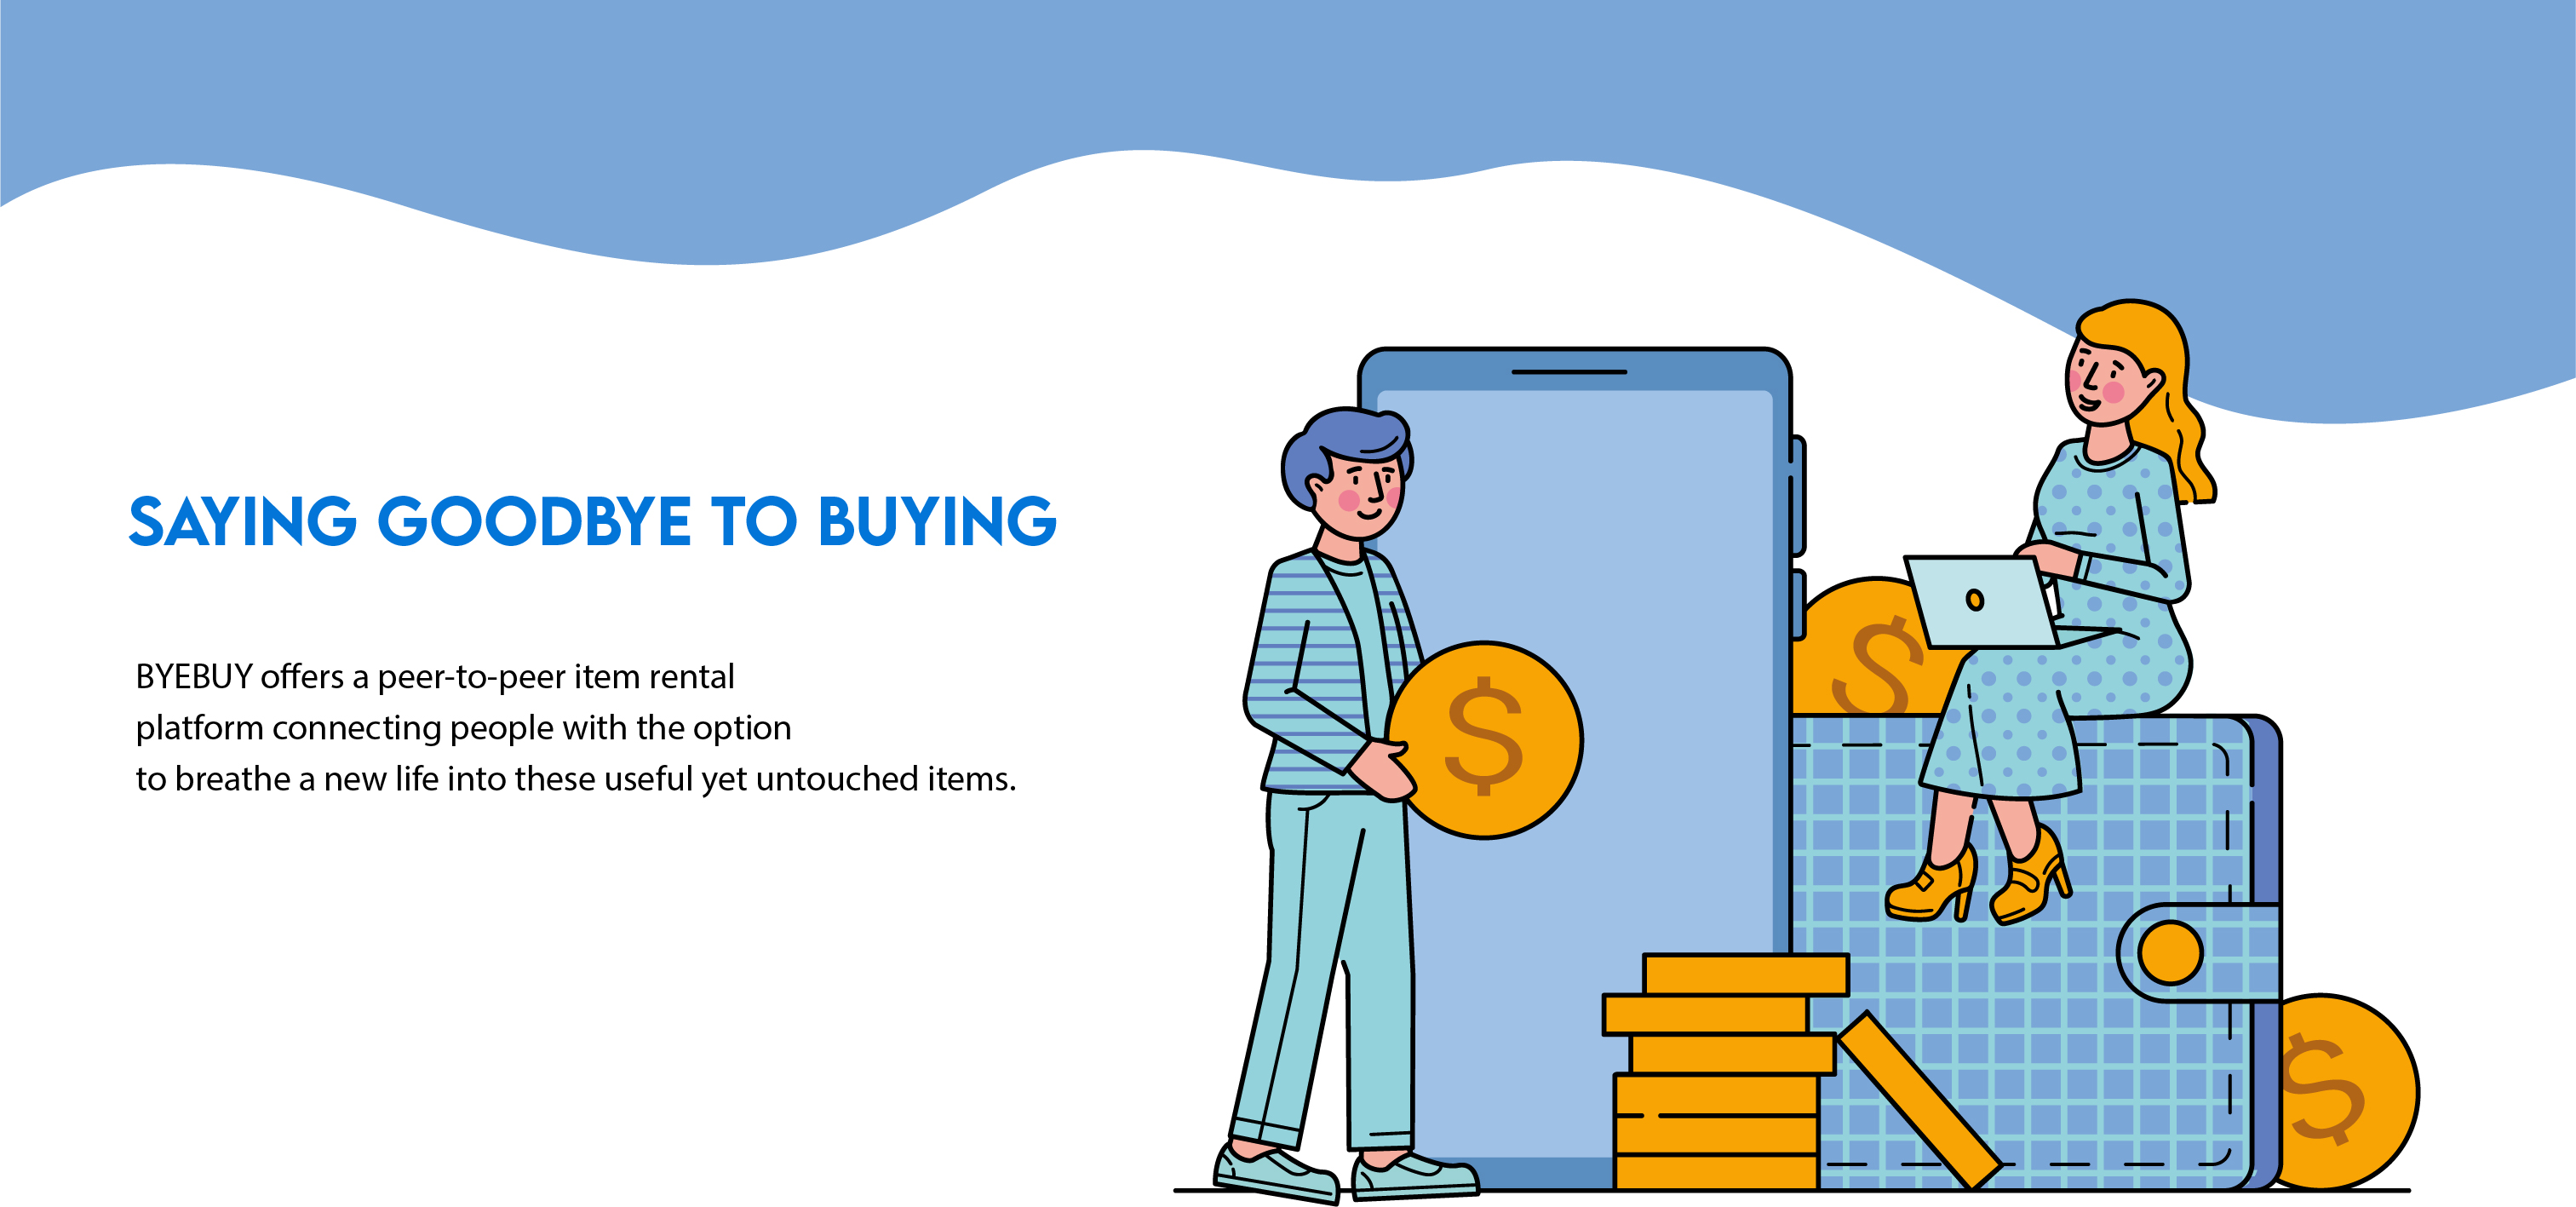 SAYING GOODBYE TO BUYING
BYEBUY offers a peer-to-peer item rental
platform connecting people with the option
to breathe a new life into these useful yet untouched items.
$
$
$